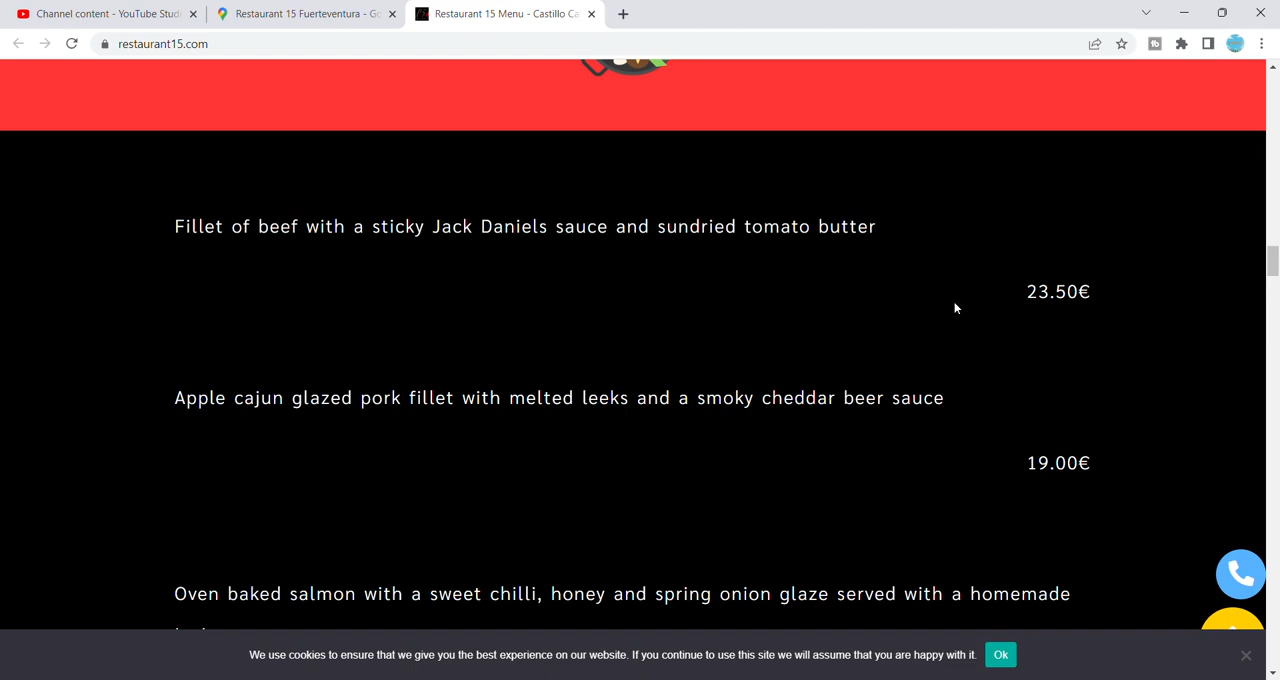 Channel content - YouTube Studi
Restaurant 15 Fuerteventura - Go
Restaurant 15 Menu - Castillo Ca
restaurant15.com
Fillet of beef with a sticky Jack Daniels sauce and sundried tomato butter
23.50€
Apple cajun glazed pork fillet with melted leeks and a smoky cheddar beer sauce
19.00€
Oven baked salmon with a sweet chilli, honey and spring onion glaze served with a homemade
We use cookies to ensure that we give you the best experience on our website. If you continue to use this site we will assume that you are happy with it.
Ok